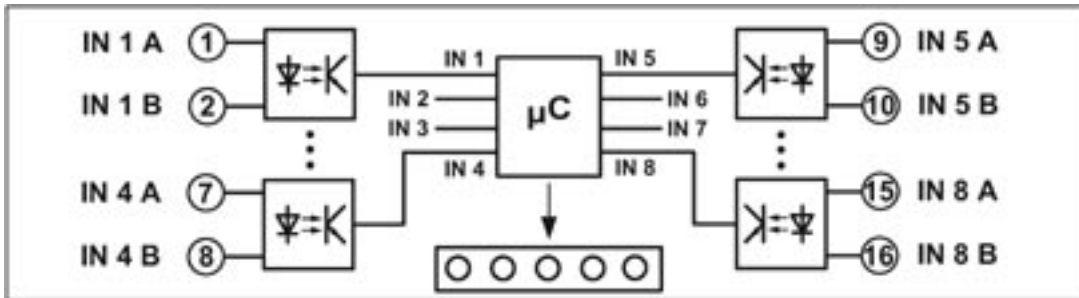 IN 1 A 1
IN 1 B 2
IN 4 A 7
IN 4 B 8
IN 1
IN 2
IN 3
IN 4
µC
IN 5
IN 6
IN 7
IN 8
9 IN 5 A
10 IN 5 B
15 IN 8 A
16 IN 8 B